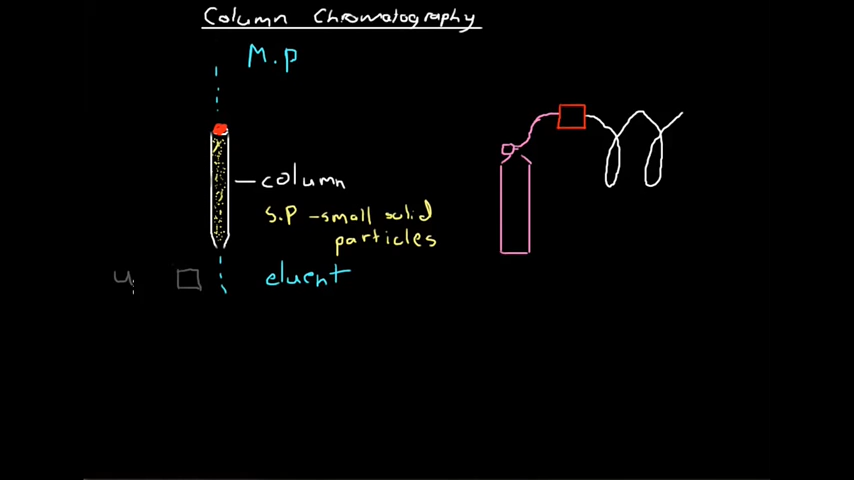 Column Chromatography
M.p
column
S.P -small solid
particles
eluent